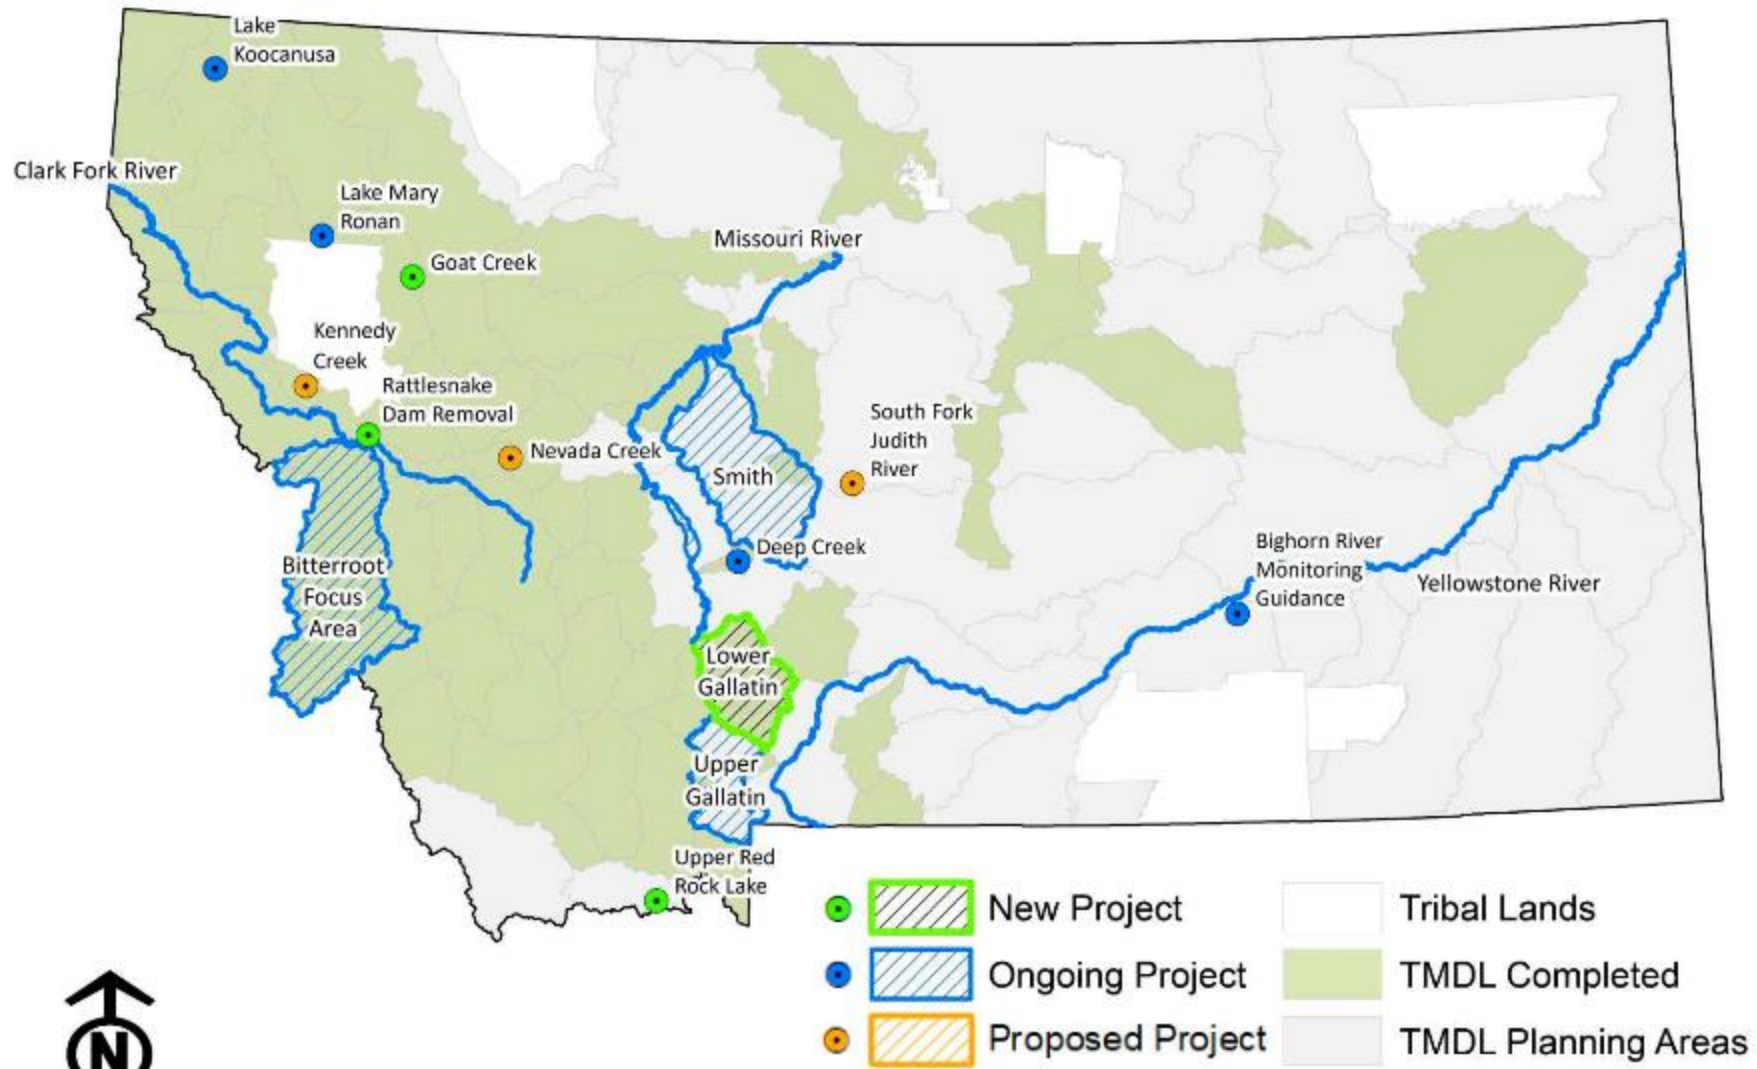 Lake
Koocanusa
Clark Fork River
Lake Mary
Ronan
Goat Creek
Missouri River
Kennedy
Creek
Rattlesnake
Dam Removal
Nevada Creek
South Fork
Judith
River
Smith
Deep Creek
Bitterroot
Focus
Area
Bighorn River
Monitoring
Guidance
Yellowstone River
Lower
Gallatin
Upper
Gallatin
Upper Red
Rock Lake
New Project
Ongoing Project
Proposed Project
Tribal Lands
TMDL Completed
TMDL Planning Areas
N